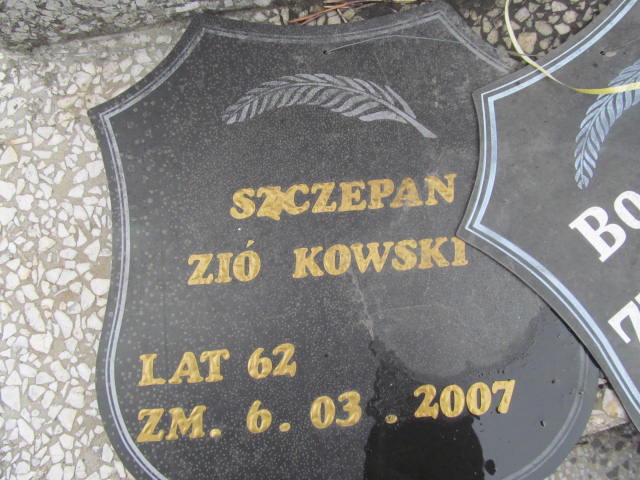 SZCZEPAN
ZIÓ KOWSKI
LAT 62
ZM. 6. 03. 2007